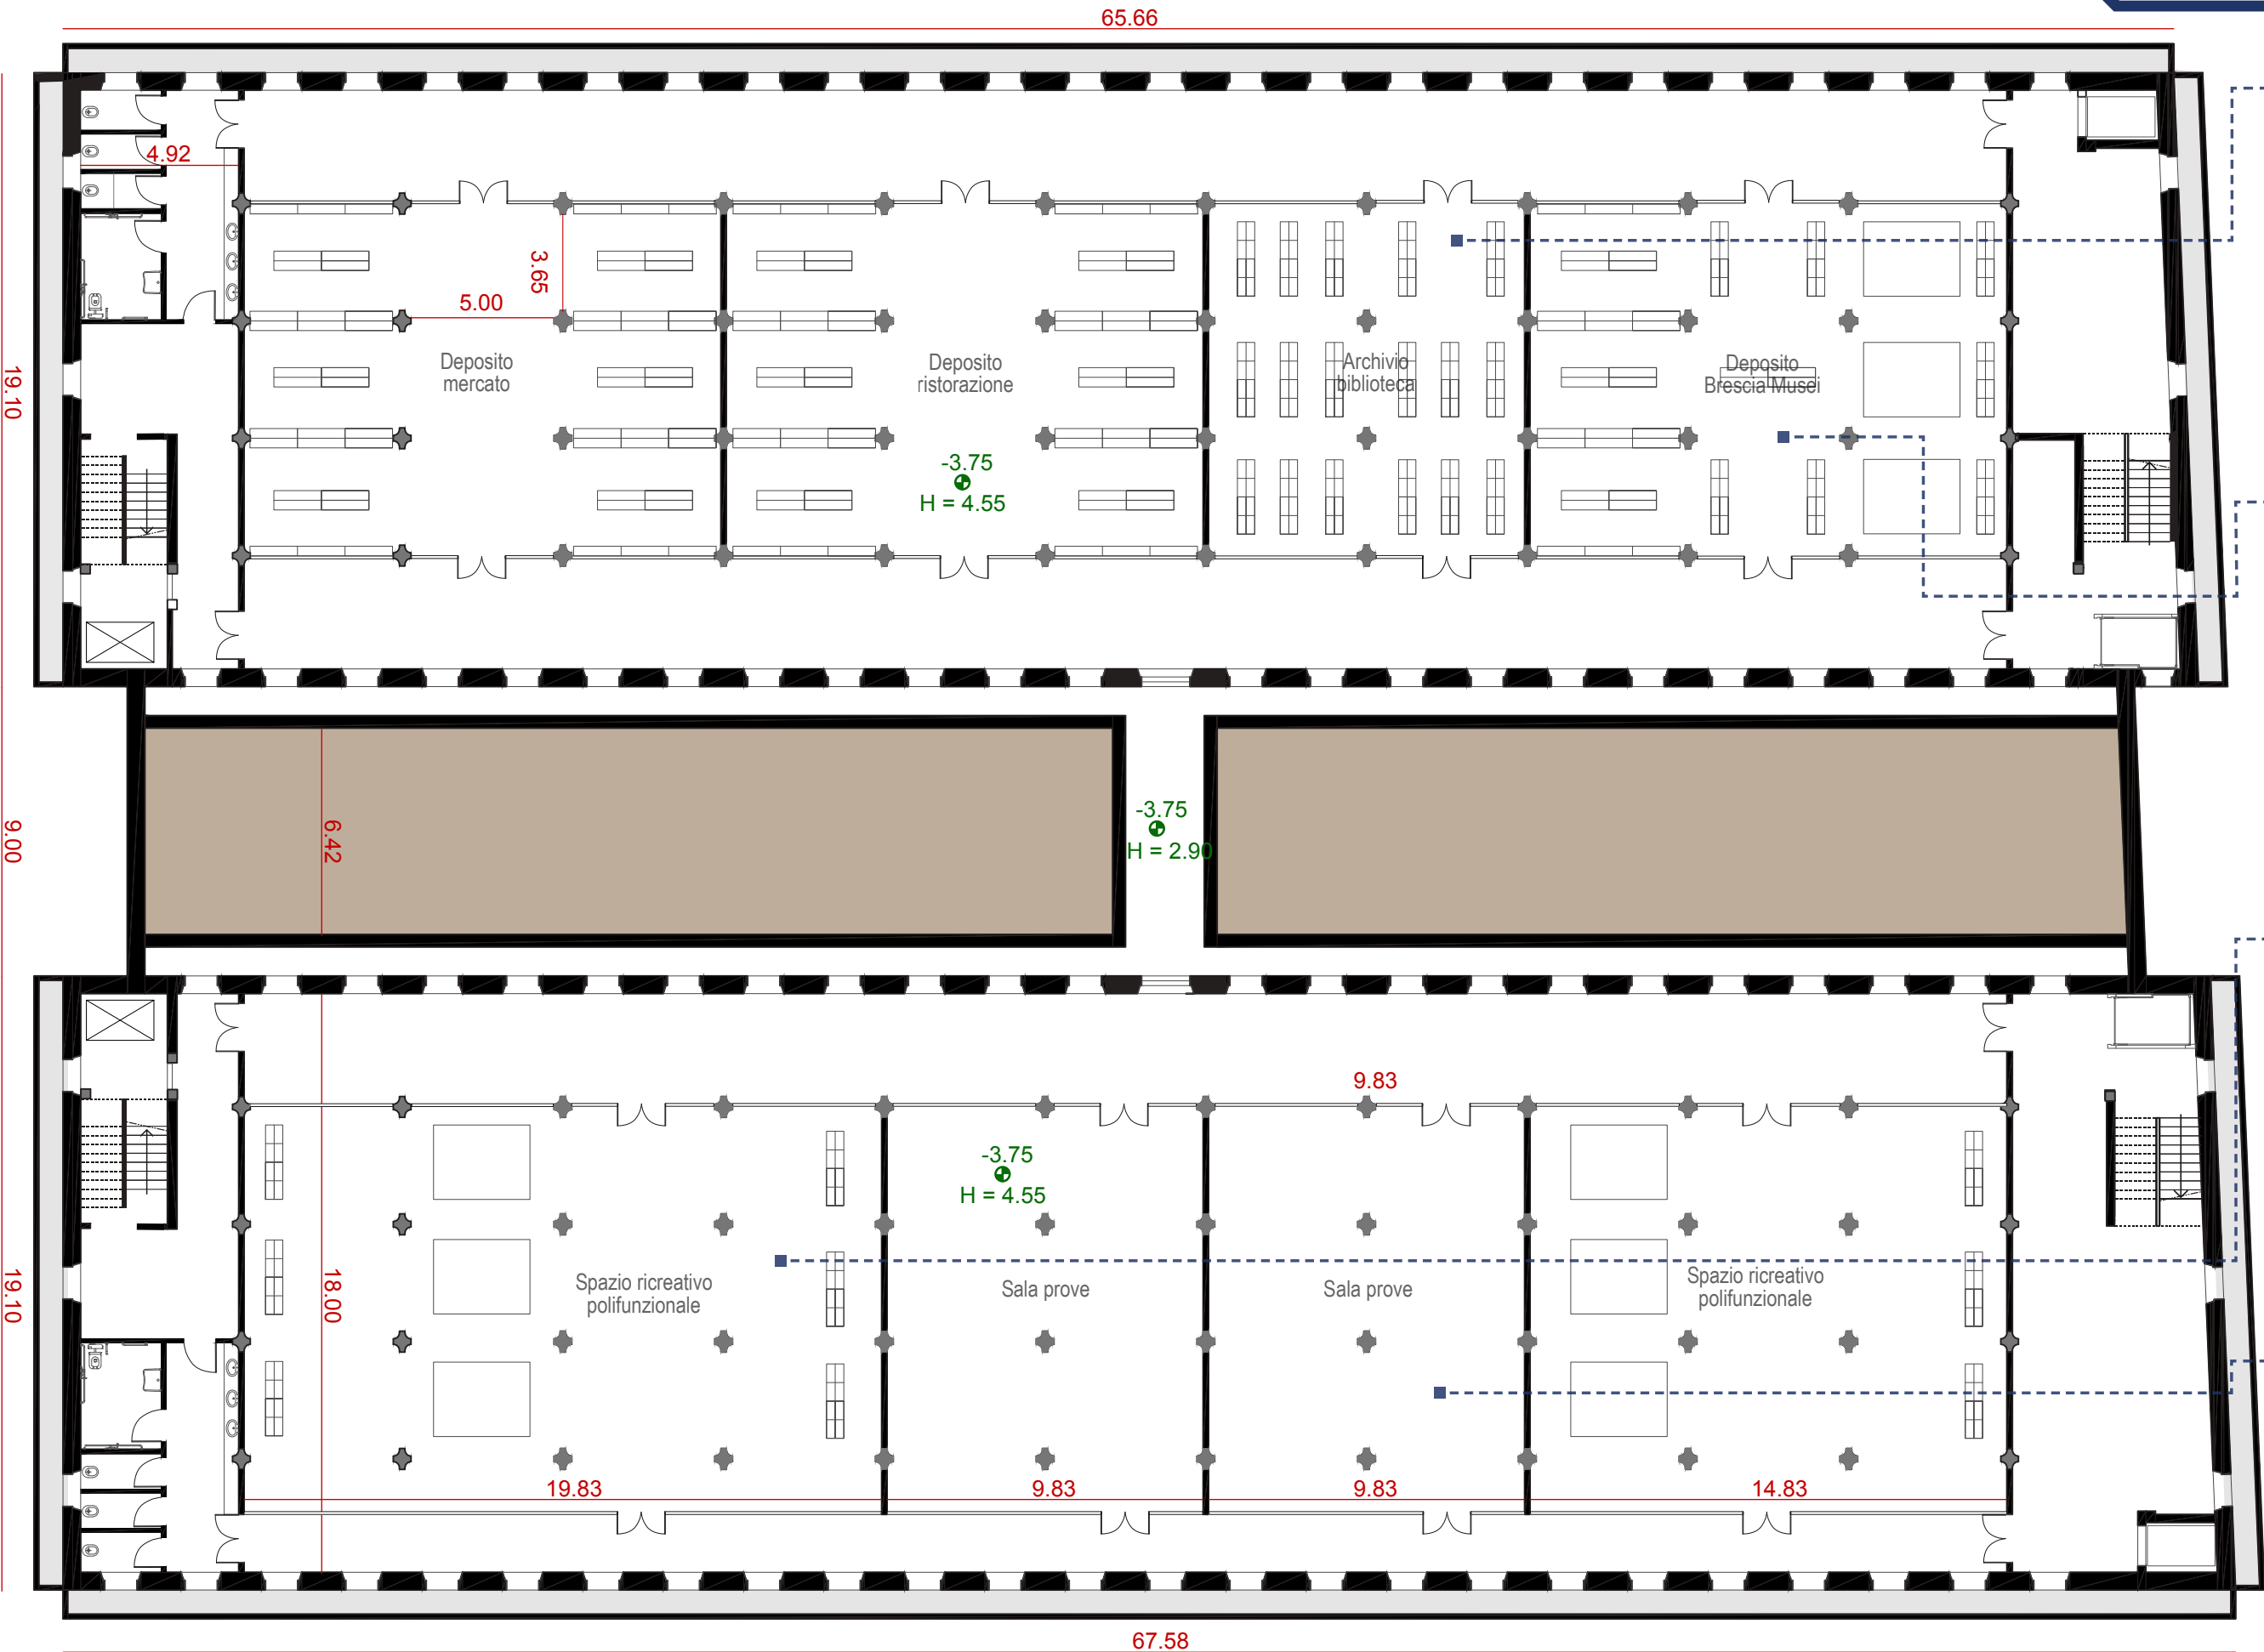 65.66
4.92
3.65
5.00
19.10
Deposito
mercato
Deposito
ristorazione
Archivio
biblioteca
Deposito
Brescia Musei
-3.75
H = 4.55
9.00
6.42
-3.75
H = 2.90
9.83
-3.75
H = 4.55
19.10
18.00
Spazio ricreativo
polifunzionale
Sala prove
Sala prove
Spazio ricreativo
polifunzionale
19.83
9.83
9.83
14.83
67.58